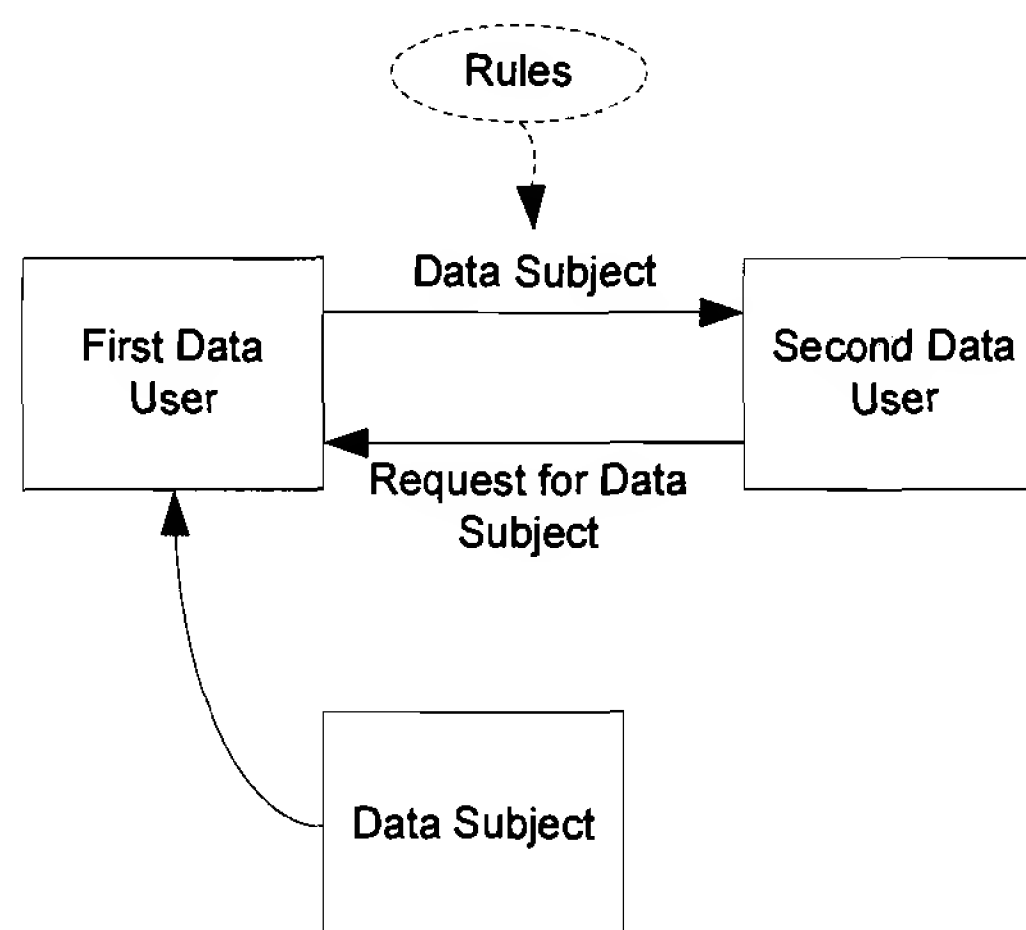 Rules
Data Subject
First Data
User
Second Data
User
Request for Data
Subject
Data Subject